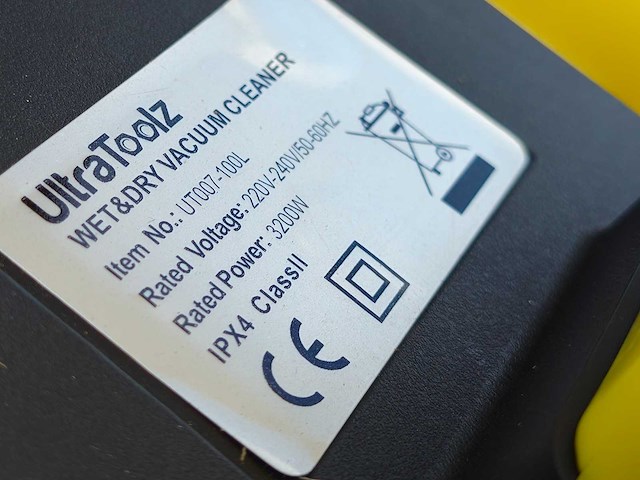 UltraToolz
WET&DRY VACUUM CLEANER
Item No.: UT007-100L
Rated Voltage: 220V-240V/50-60HZ
Rated Power: 3200W
IPX4 ClassII
CE